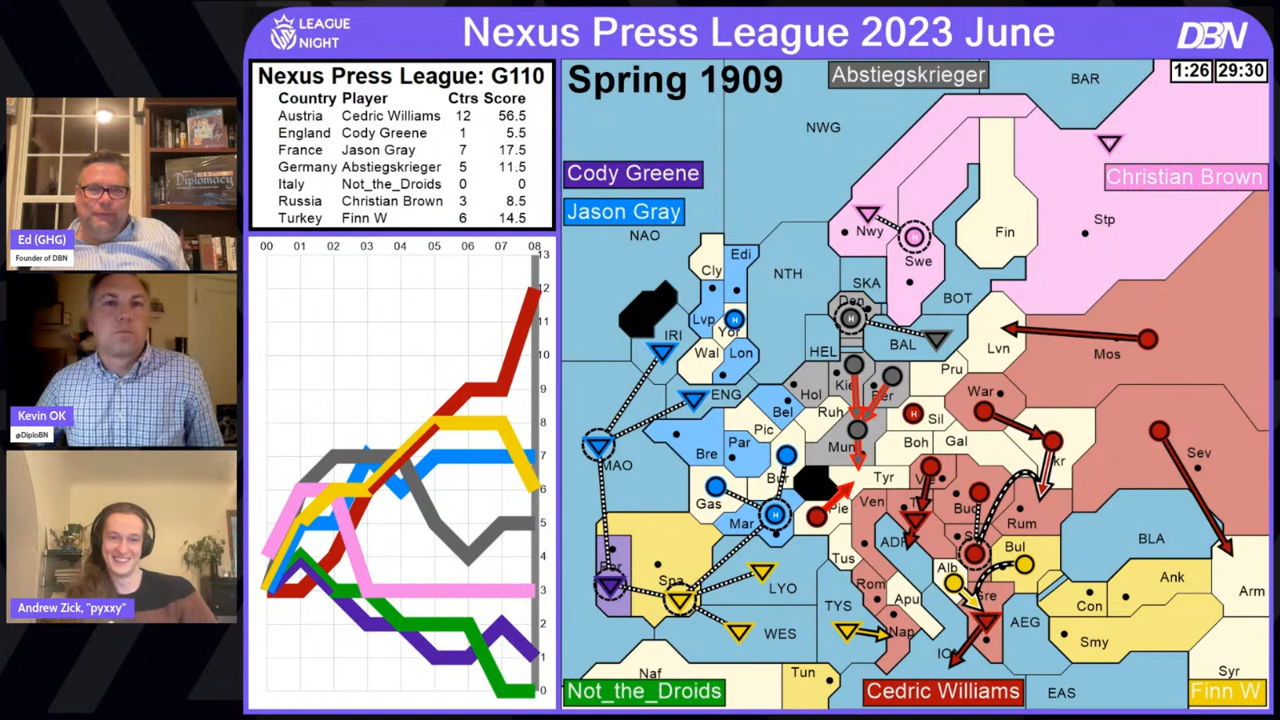 LEAGUE NIGHT
Nexus Press League 2023 June
DBN
Nexus Press League: G110
Country Player Ctrs Score
Austria Cedric Williams 12 56.5
England Cody Greene 1 5.5
France Jason Gray 7 17.5
Germany Abstiegskrieger 5 11.5
Italy Not_the_Droids 0 0
Russia Christian Brown 3 8.5
Turkey Finn W 6 14.5
00 01 02 03 04 05 06 07 08
13
12
11
10
9
8
7
6
5
4
3
2
1
0
Diplomacy
Ed (GHG)
Founder of DBN
Kevin OK
@DiploBN
Andrew Zick, "pyxxy"
Spring 1909
Abstiegskrieger
1:26 29:30
BAR
NWG
Cody Greene
Christian Brown
Jason Gray
NAO
Nwy
Swe
Fin
Stp
Cly
Edi
NTH
SKA
BOT
Den
Lvp
Yor
IRI
Wal
Lon
HEL
BAL
Lvn
Mos
Pru
ENG
Hol
Kie
Ber
War
Bel
Ruh
Sil
Pic
Mun
Boh
Gal
Bre
Par
MAO
Bur
Tyr
Sev
Gas
Ven
Bud
Rum
Mar
Pie
Tus
BLA
Spa
Alb
Bul
Rom
Apu
Con
Ank
Arm
LYO
TYS
Nap
AEG
WES
Smy
Naf
Tun
Syr
EAS
Not_the_Droids
Cedric Williams
Finn W